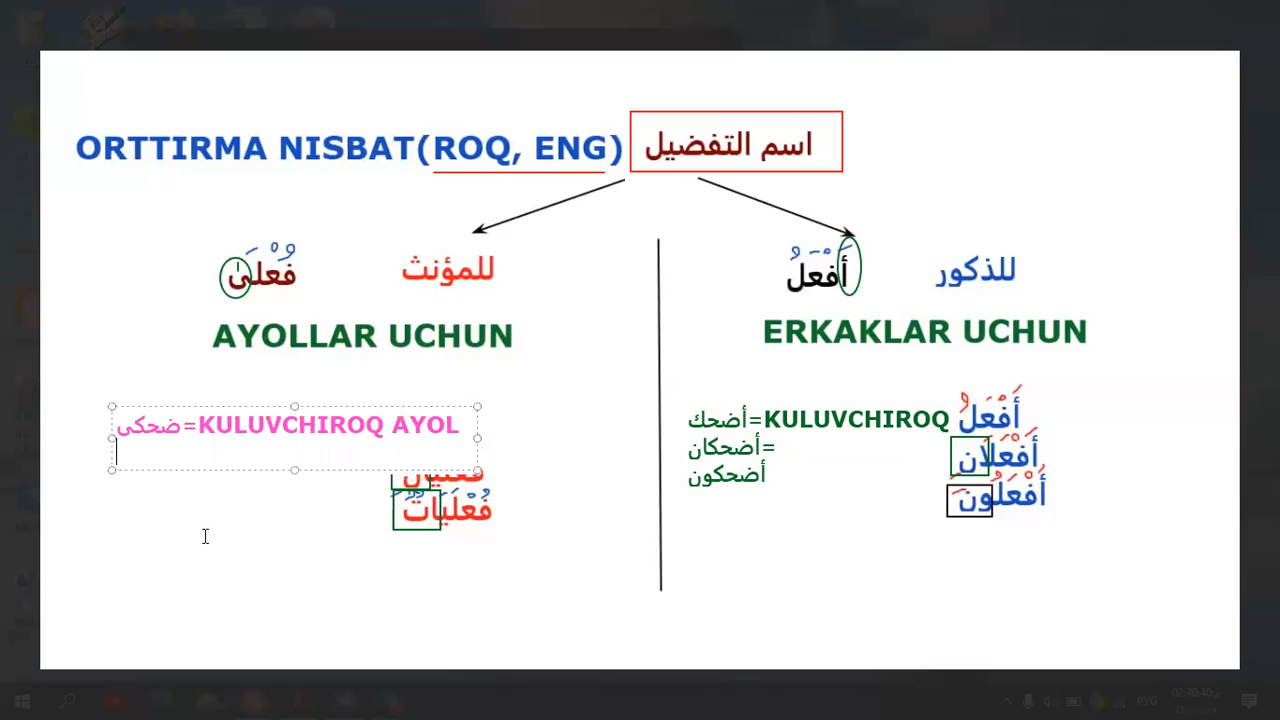 ORTTIRMA NISBAT(ROQ, ENG) اسم التفضيل
فُعْلَىٰ للمؤنث
أَفْعَلُ للذكور
AYOLLAR UCHUN
ERKAKLAR UCHUN
ضحكى=KULUVCHIROQ AYOL
فُعْلَيَاتٌ
أضحك=KULUVCHIROQ
أضحكان=
أضحكون
أَفْعَلُ
أَفْعَلَانِ
أَفْعَلُونَ
РУС